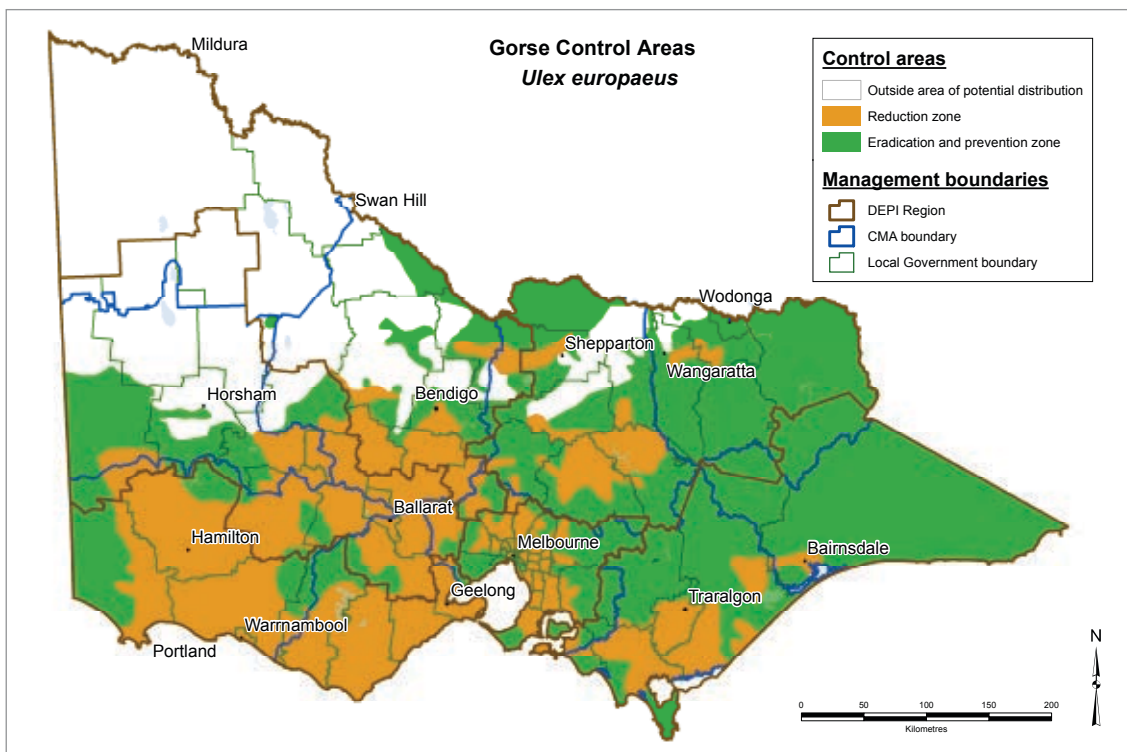 Gorse Control Areas
Ulex europaeus
Control areas
Outside area of potential distribution
Reduction zone
Eradication and prevention zone
Management boundaries
DEPI Region
CMA boundary
Local Government boundary
Mildura
Swan Hill
Wodonga
Shepparton
Wangaratta
Horsham
Bendigo
Ballarat
Hamilton
Melbourne
Bairnsdale
Geelong
Traralgon
Warrnambool
Portland
N
0 50 100 150 200
Kilometres